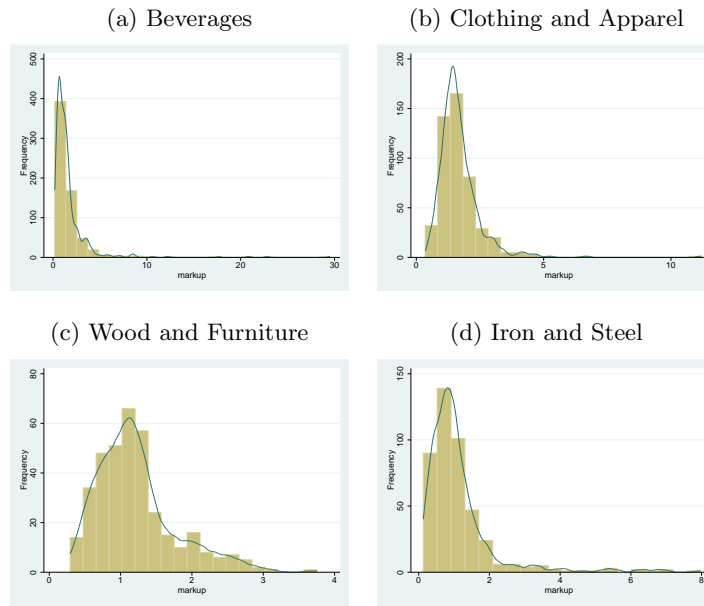 (a) Beverages
(b) Clothing and Apparel
Frequency
0 100 200 300 400 500
0 10 20 30
markup
Frequency
0 50 100 150 200
0 5 10
markup
(c) Wood and Furniture
(d) Iron and Steel
Frequency
0 20 40 60 80
0 1 2 3 4
markup
Frequency
0 50 100 150
0 2 4 6 8
markup